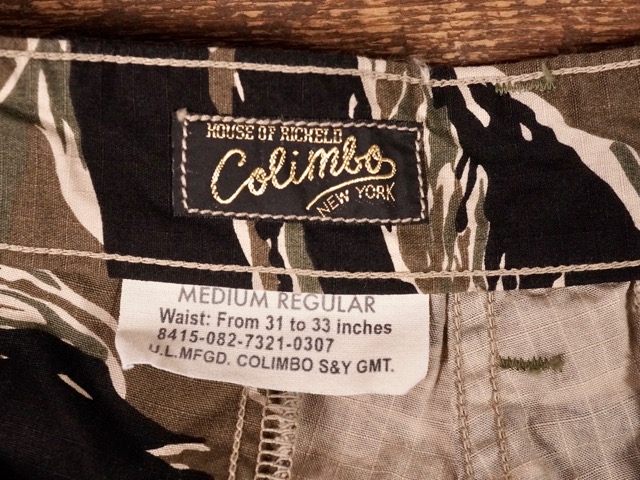 HOUSE OF RICKELD
Colimbo
NEW YORK
MEDIUM REGULAR
Waist: From 31 to 33 inches
8415-082-7321-0307
U.L.MFGD. COLIMBO S&Y GMT.